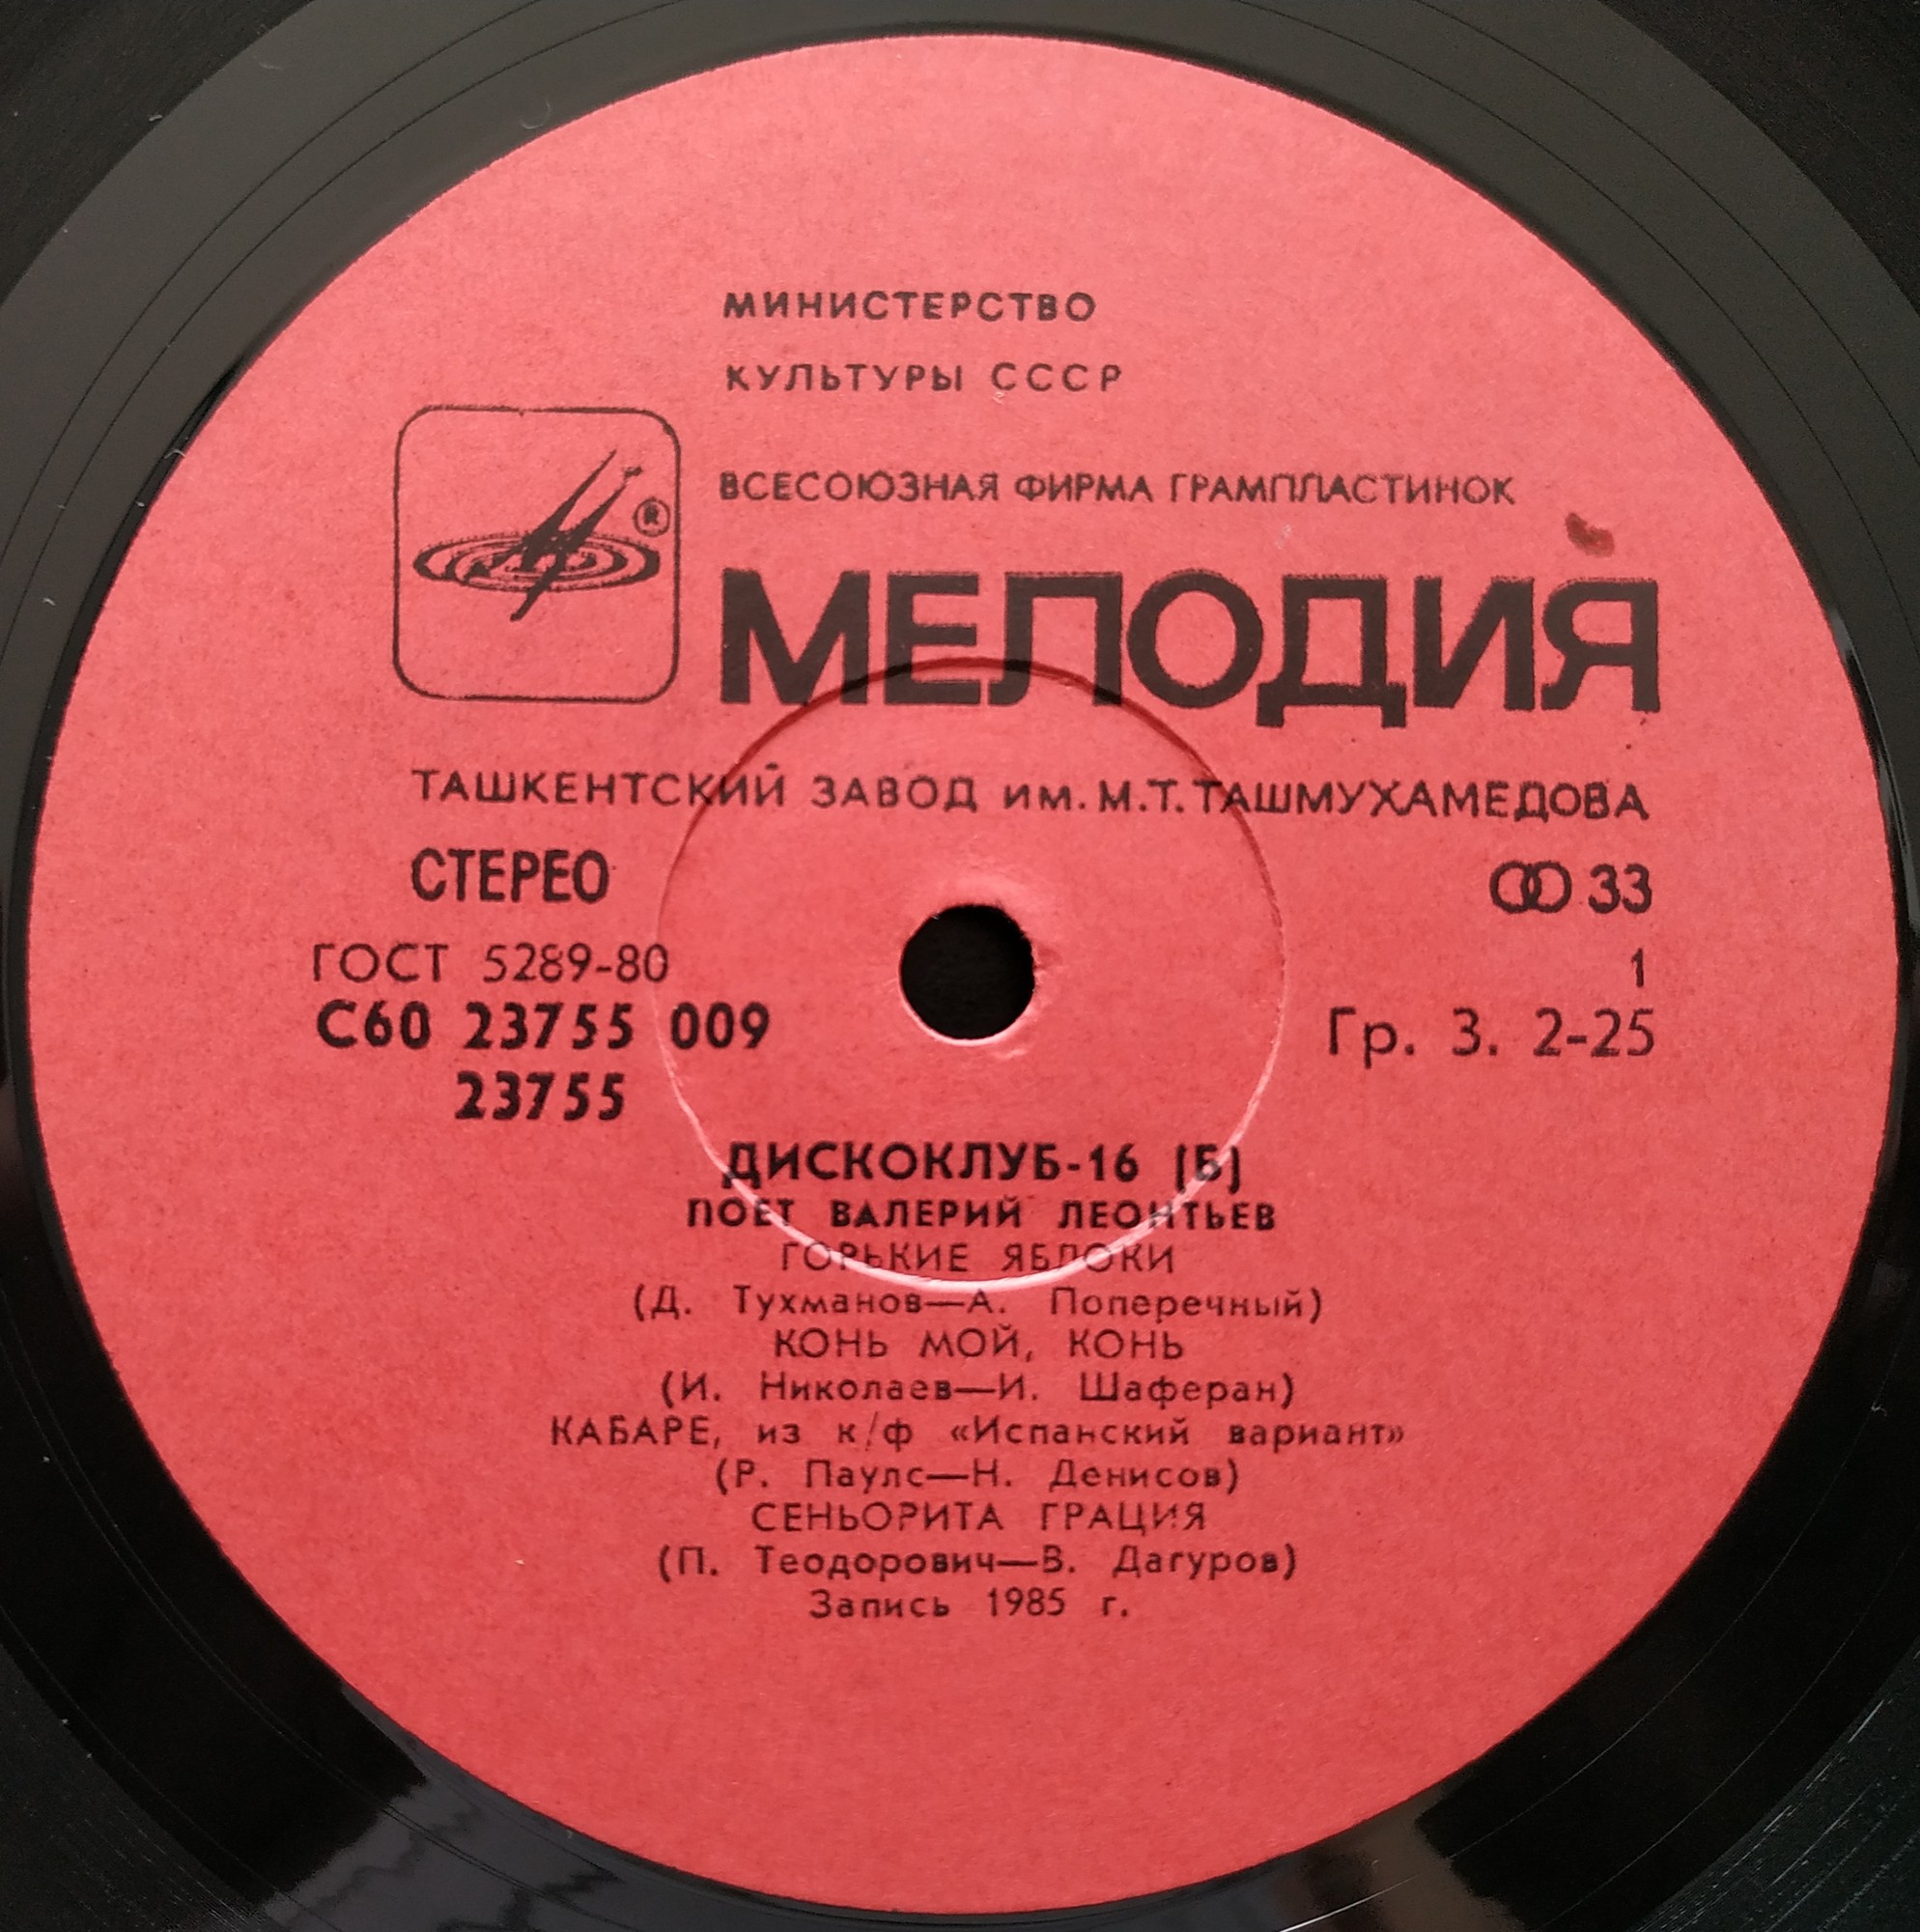 МИНИСТЕРСТВО
КУЛЬТУРЫ СССР
ВСЕСОЮЗНАЯ ФИРМА ГРАМПЛАСТИНОК
®
МЕЛОДИЯ
ТАШКЕНТСКИЙ ЗАВОД им. М.Т. ТАШМУХАМЕДОВА
СТЕРЕО 33
ГОСТ 5289-80 1
С60 23755 009 Гр. 3. 2-25
23755
ДИСКОКЛУБ-16 (Б)
ПОЕТ ВАЛЕРИЙ ЛЕОНТЬЕВ
ГОРЬКИЕ ЯБЛОКИ
(Д. Тухманов—А. Поперечный)
КОНЬ МОЙ, КОНЬ
(И. Николаев—И. Шаферан)
КАБАРЕ, из к/ф «Испанский вариант»
(Р. Паулс—Н. Денисов)
СЕНЬОРИТА ГРАЦИЯ
(П. Теодорович—В. Дагуров)
Запись 1985 г.